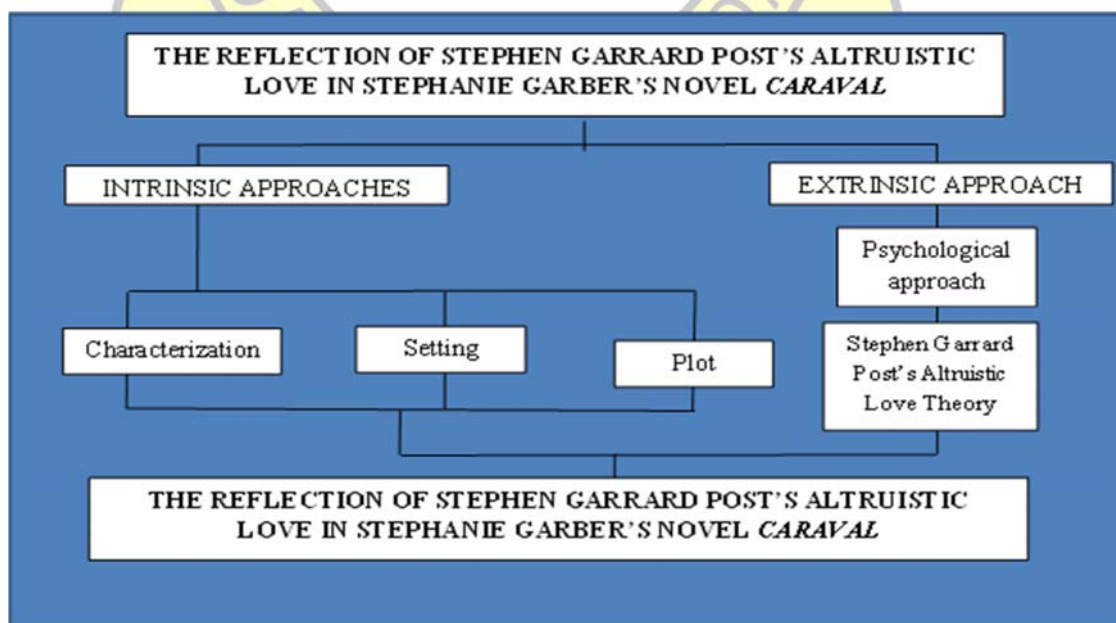 THE REFLECTION OF STEPHEN GARRARD POST'S ALTRUISTIC
LOVE IN STEPHANIE GARBER'S NOVEL CARAVAL
INTRINSIC APPROACHES
EXTRINSIC APPROACH
Psychological
approach
Characterization
Setting
Plot
Stephen Garrard
Post's Altruistic
Love Theory
THE REFLECTION OF STEPHEN GARRARD POST'S ALTRUISTIC
LOVE IN STEPHANIE GARBER'S NOVEL CARAVAL